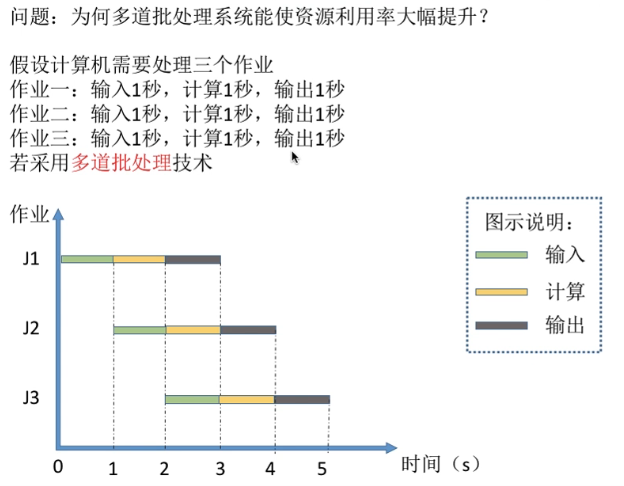 问题：为何多道批处理系统能使资源利用率大幅提升？
假设计算机需要处理三个作业
作业一：输入1秒，计算1秒，输出1秒
作业二：输入1秒，计算1秒，输出1秒
作业三：输入1秒，计算1秒，输出1秒
若采用多道批处理技术
作业
图示说明：
输入
计算
输出
J1
J2
J3
0 1 2 3 4 5 时间（s）